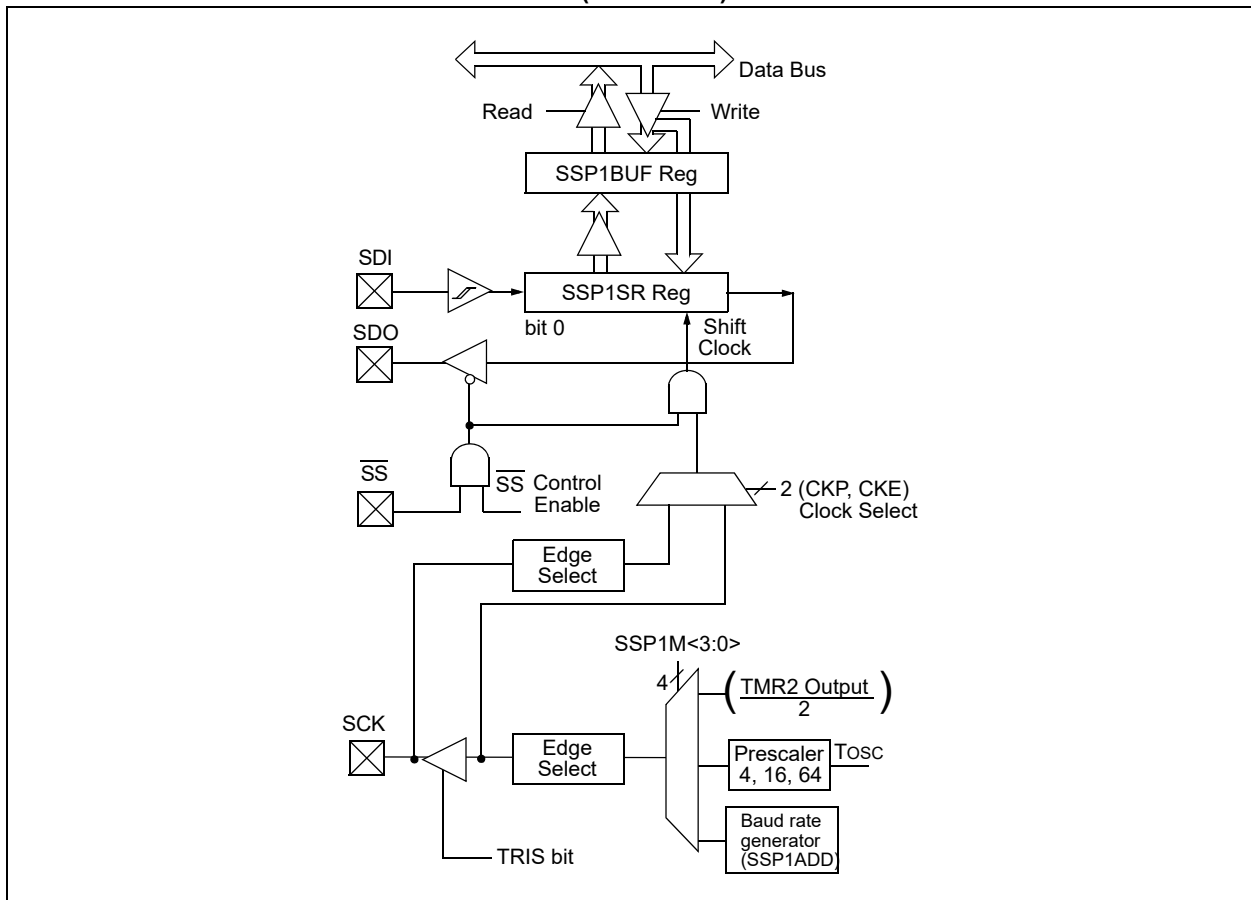 Data Bus
Read
Write
SSP1BUF Reg
SDI
SSP1SR Reg
bit 0
Shift
Clock
SDO
SS
SS Control
Enable
2 (CKP, CKE)
Clock Select
Edge
Select
SSP1M<3:0>
4
( TMR2 Output )
2
SCK
Edge
Select
Prescaler
4, 16, 64
TOSC
Baud rate
generator
(SSP1ADD)
TRIS bit